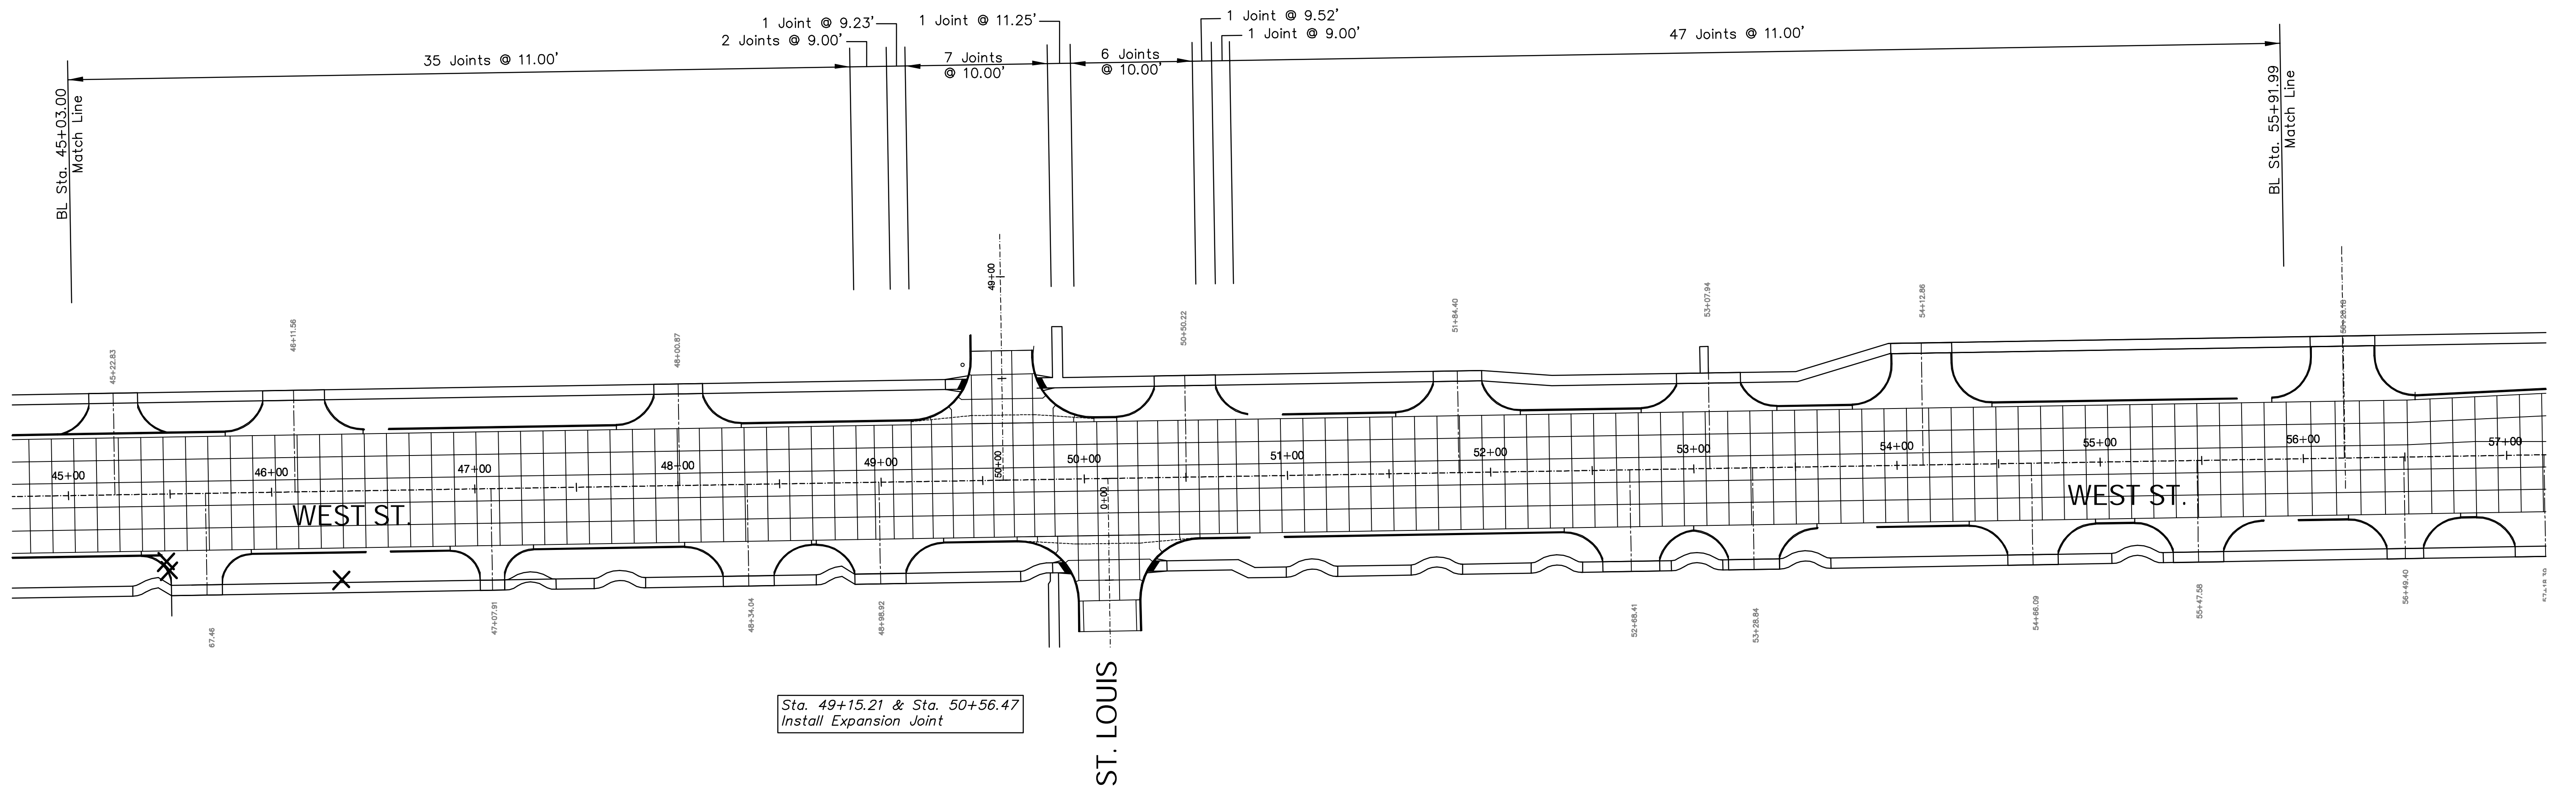 1 Joint @ 9.23'
2 Joints @ 9.00'
1 Joint @ 11.25'
1 Joint @ 9.52'
1 Joint @ 9.00'
35 Joints @ 11.00'
7 Joints
@ 10.00'
6 Joints
@ 10.00'
47 Joints @ 11.00'
BL Sta. 45+03.00
Match Line
BL Sta. 55+91.99
Match Line
49+00
45+22.83
46+11.56
48+00.87
50+50.22
51+84.40
53+07.94
54+12.86
45+00
46+00
47+00
48+00
49+00
50+00
50+00
51+00
52+00
53+00
54+00
55+00
56+00
57+00
0+00
WEST ST.
WEST ST.
67.46
47+07.91
48+34.04
48+98.92
52+68.41
53+28.84
54+66.09
55+47.58
56+49.40
Sta. 49+15.21 & Sta. 50+56.47
Install Expansion Joint
ST. LOUIS